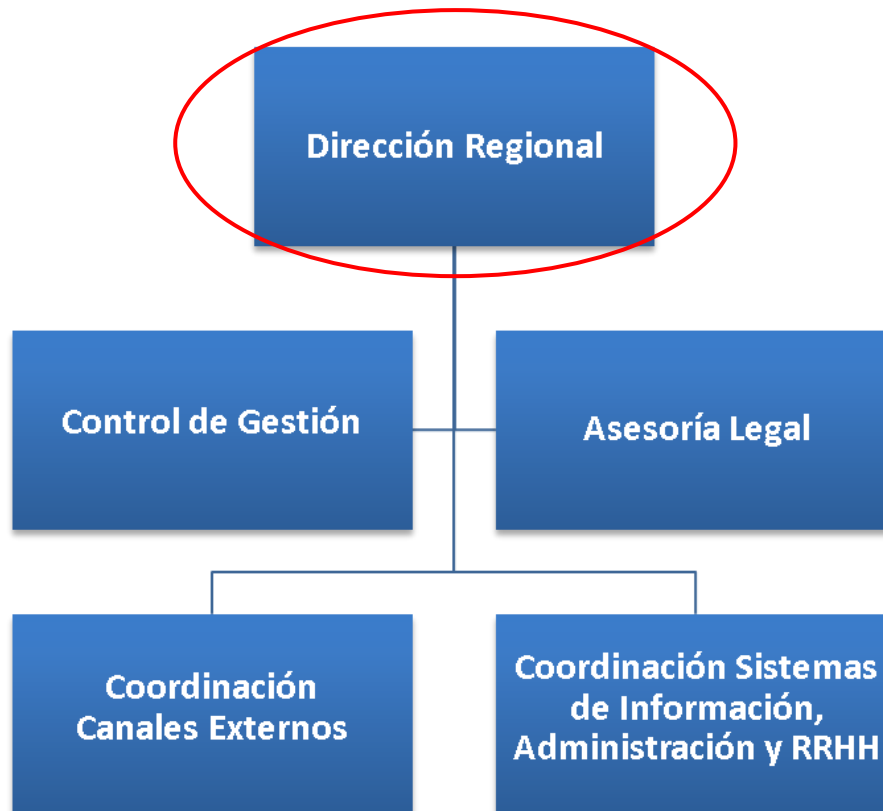 Dirección Regional
Control de Gestión
Asesoría Legal
Coordinación
Canales Externos
Coordinación Sistemas
de Información,
Administración y RRHH